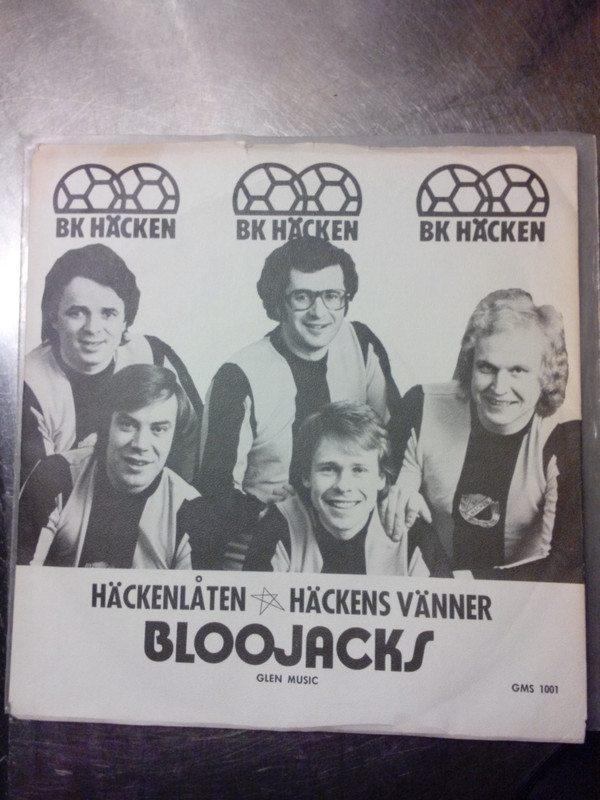 BK HÄCKEN BK HÄCKEN BK HÄCKEN
HÄCKENLÅTEN ☆ HÄCKENS VÄNNER
BLOOJACKS
GLEN MUSIC
GMS 1001